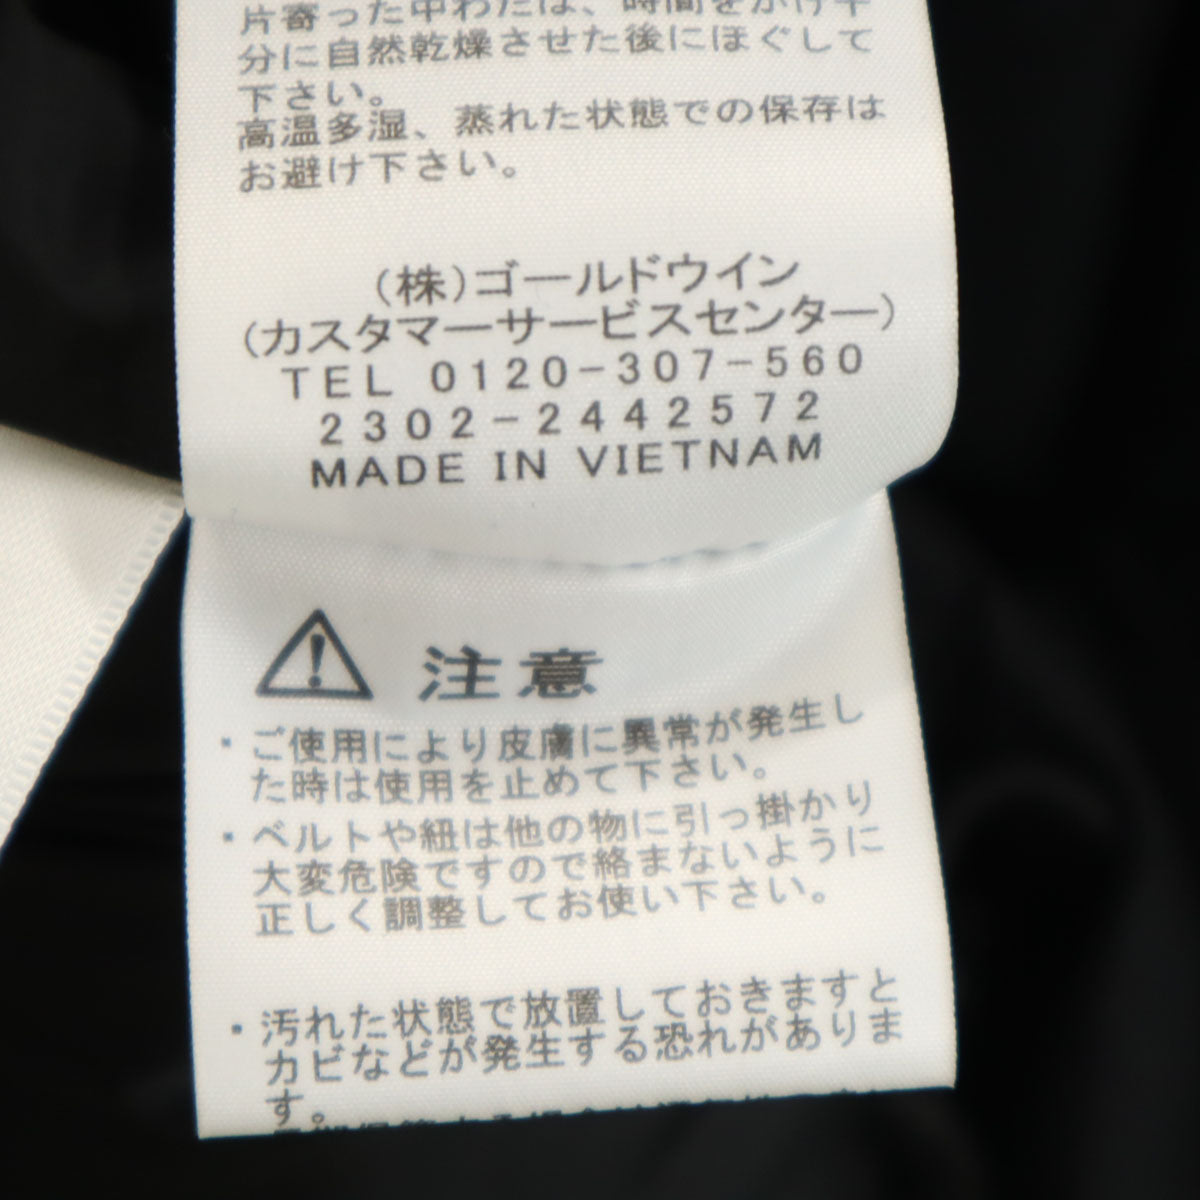 片寄った中わたは、時間をかけ十
分に自然乾燥させた後にほぐして
下さい。
高温多湿、蒸れた状態での保存は
お避け下さい。
(株)ゴールドウイン
(カスタマーサービスセンター)
TEL 0120-307-560
2302-2442572
MADE IN VIETNAM
注意
・ご使用により皮膚に異常が発生し
た時は使用を止めて下さい。
・ベルトや紐は他の物に引っ掛かり
大変危険ですので絡まないように
正しく調整してお使い下さい。
・汚れた状態で放置しておきますと
カビなどが発生する恐れがありま
す。